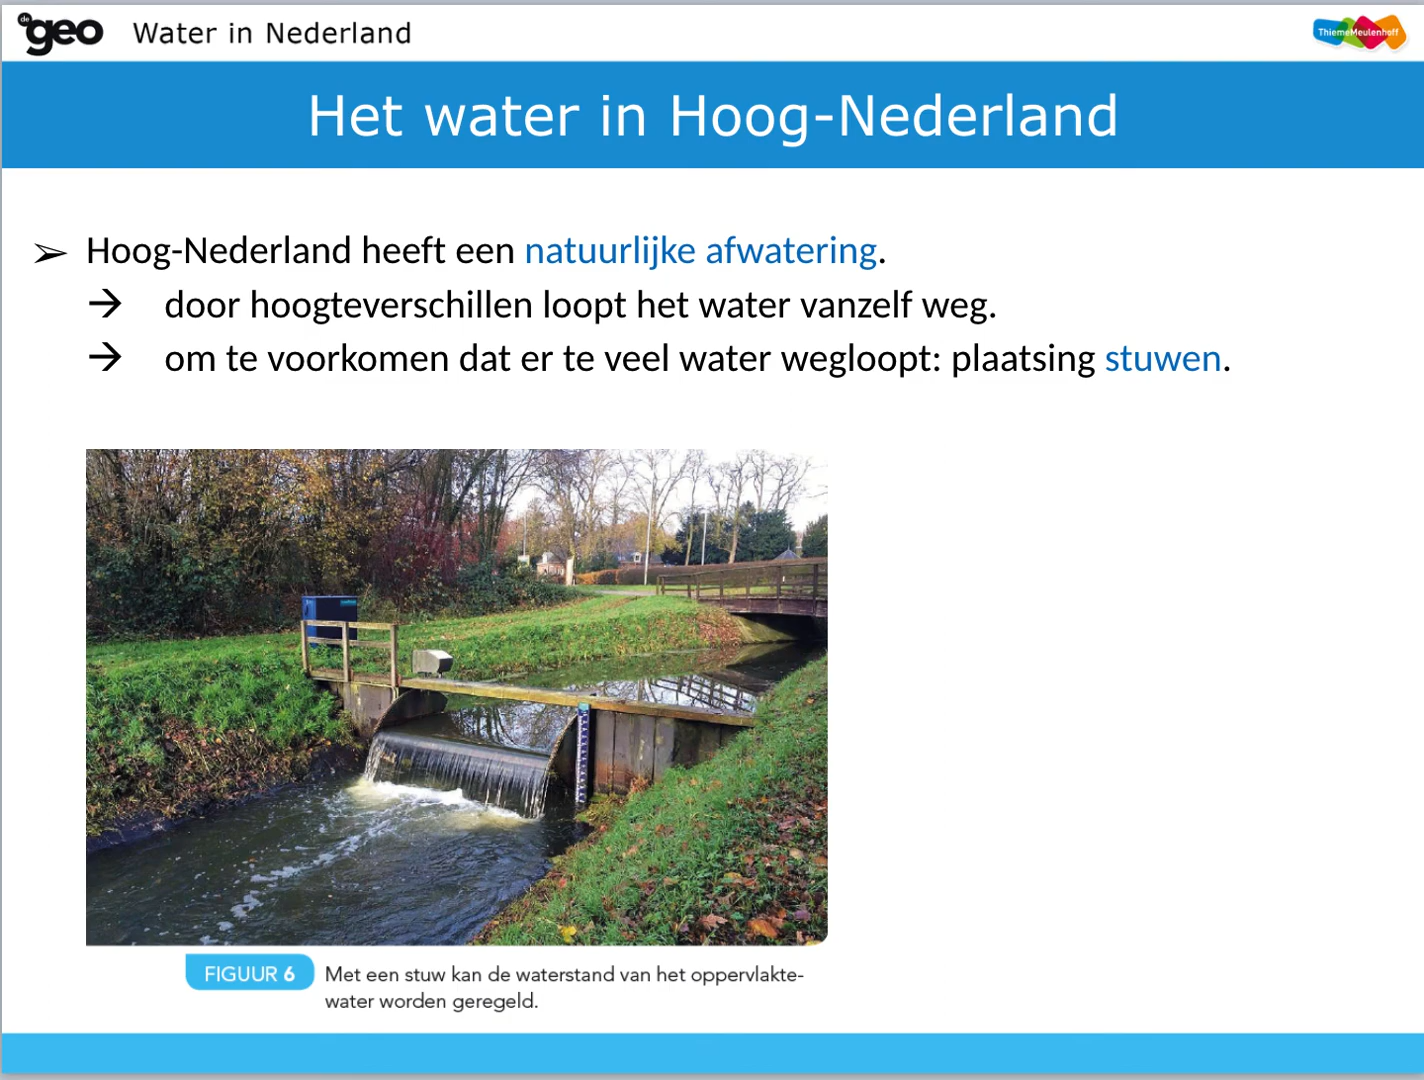 de geo
Water in Nederland
ThiemeMeulenhoff
Het water in Hoog-Nederland
➢ Hoog-Nederland heeft een natuurlijke afwatering.
→ door hoogteverschillen loopt het water vanzelf weg.
→ om te voorkomen dat er te veel water wegloopt: plaatsing stuwen.
FIGUUR 6
Met een stuw kan de waterstand van het oppervlakte-
water worden geregeld.